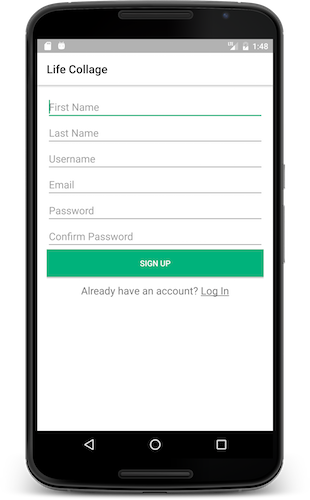 1:48
Life Collage
First Name
Last Name
Username
Email
Password
Confirm Password
SIGN UP
Already have an account? Log In